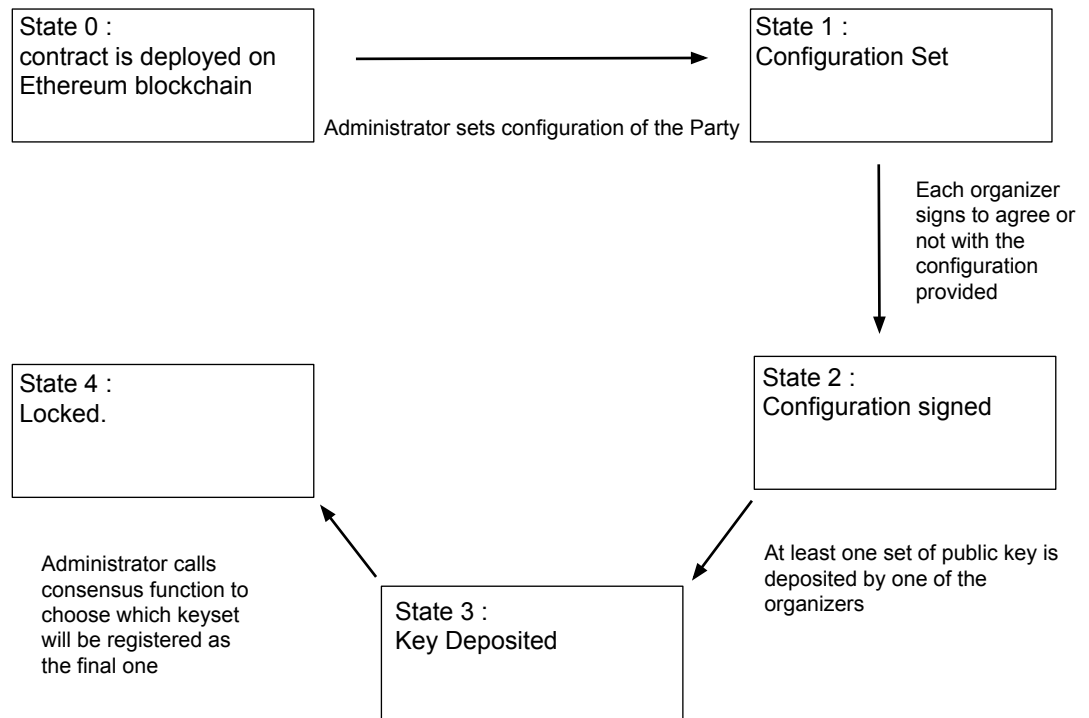 State 0 :
contract is deployed on
Ethereum blockchain
Administrator sets configuration of the Party
State 1 :
Configuration Set
Each organizer
signs to agree or
not with the
configuration
provided
State 2 :
Configuration signed
At least one set of public key is
deposited by one of the
organizers
State 3 :
Key Deposited
Administrator calls
consensus function to
choose which keyset
will be registered as
the final one
State 4 :
Locked.